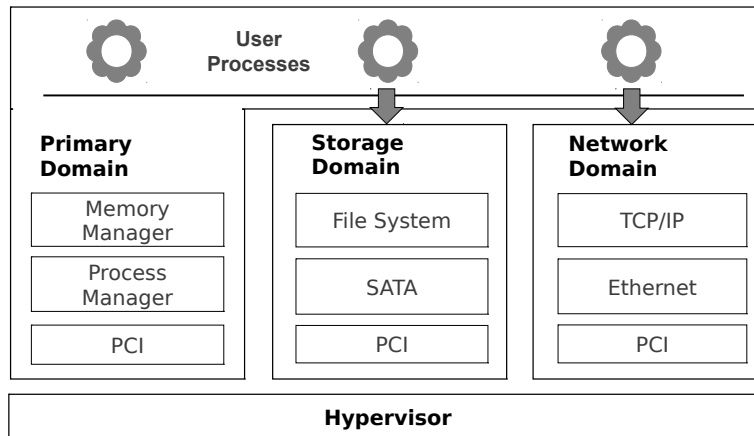 User
Processes
Primary
Domain
Memory
Manager
Process
Manager
PCI
Storage
Domain
File System
SATA
PCI
Network
Domain
TCP/IP
Ethernet
PCI
Hypervisor